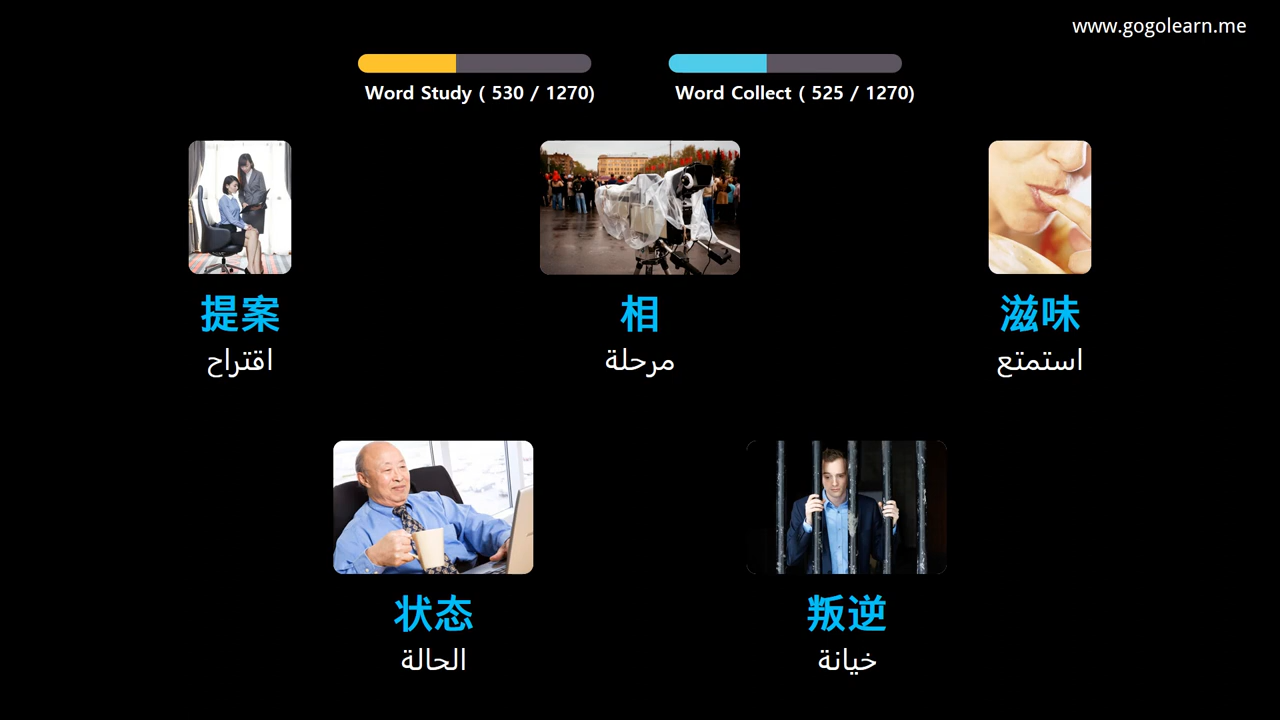 www.gogolearn.me
Word Study ( 530 / 1270)
Word Collect ( 525 / 1270)
提案
اقتراح
相
مرحلة
滋味
استمتع
状态
الحالة
叛逆
خيانة